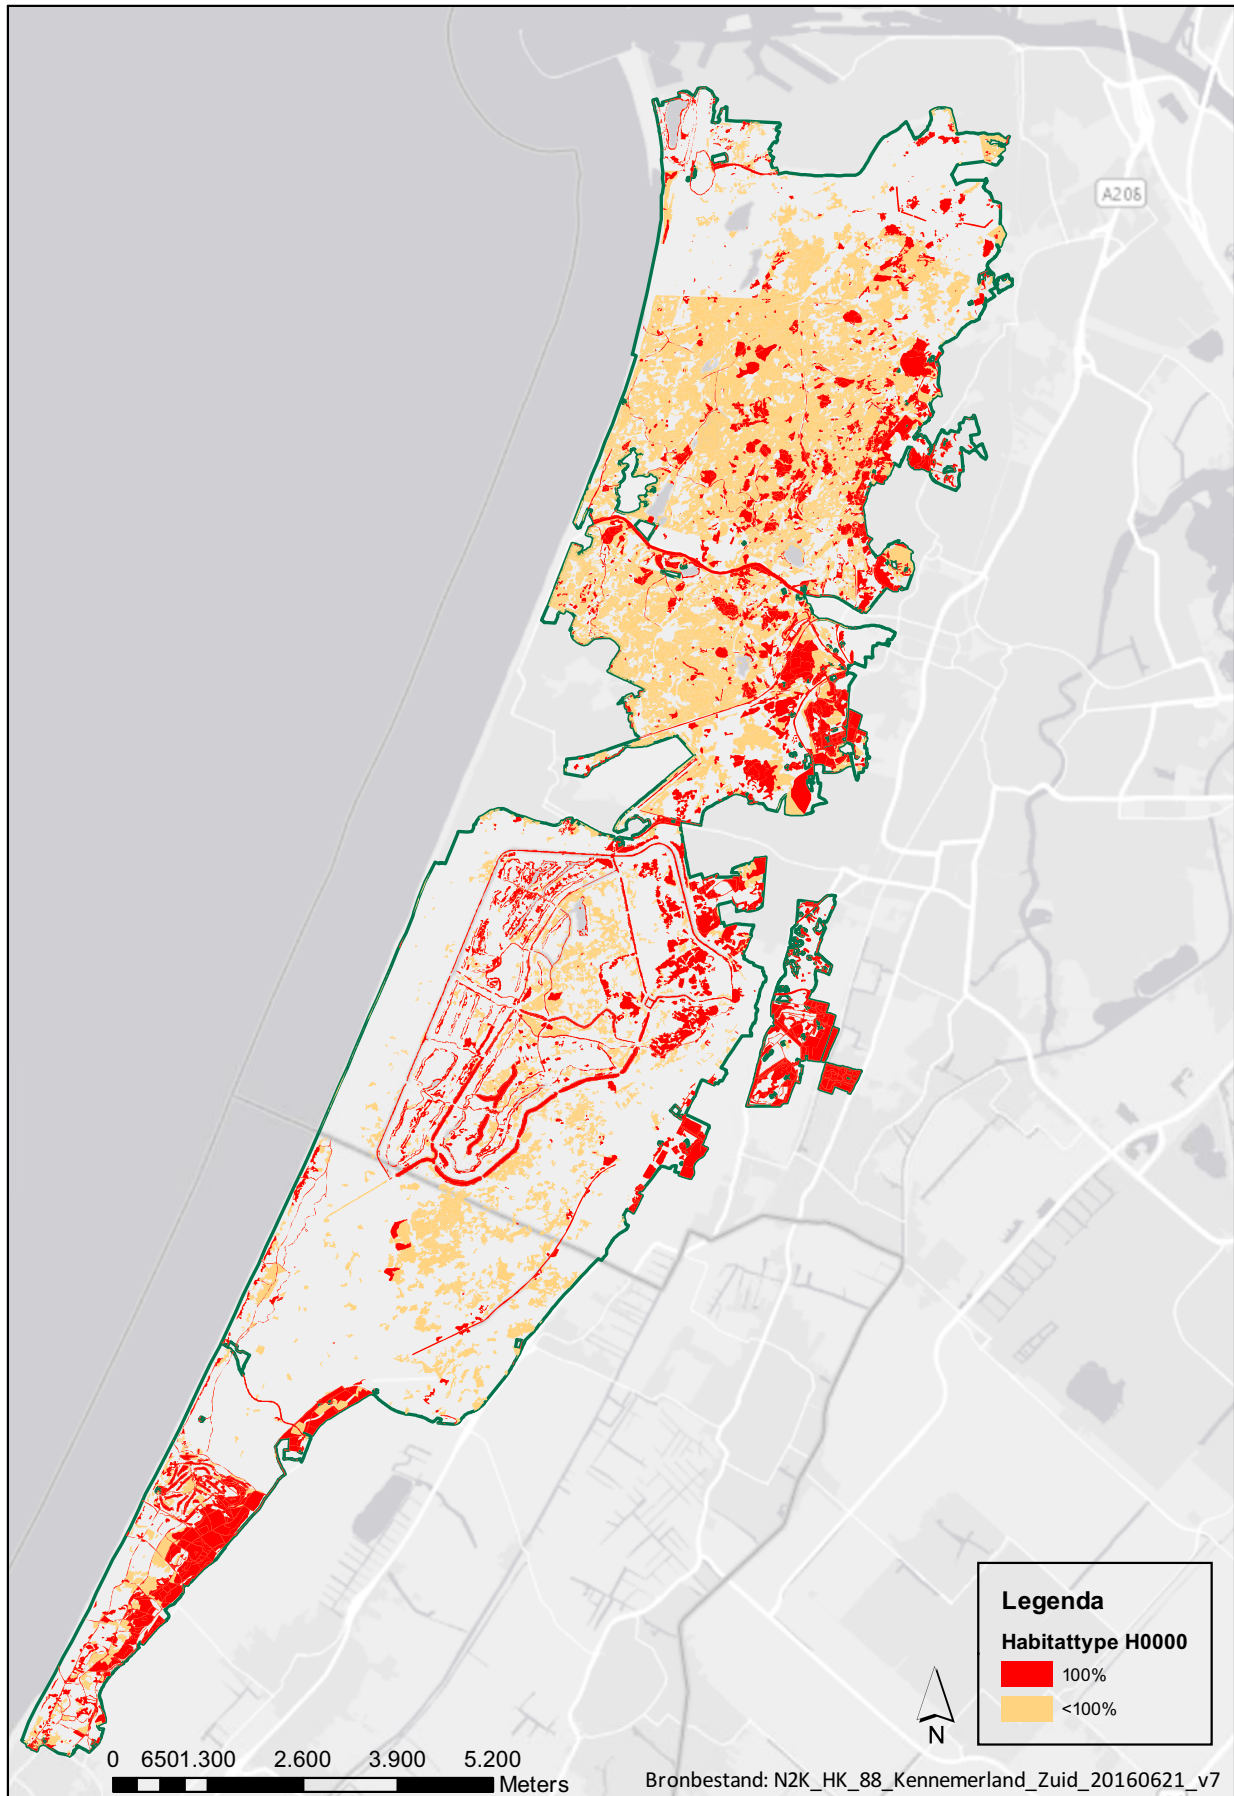 A208
Legenda
Habitattype H0000
100%
<100%
N
0 6501.300 2.600 3.900 5.200
Meters
Bronbestand: N2K_HK_88_Kennemerland_Zuid_20160621_v7